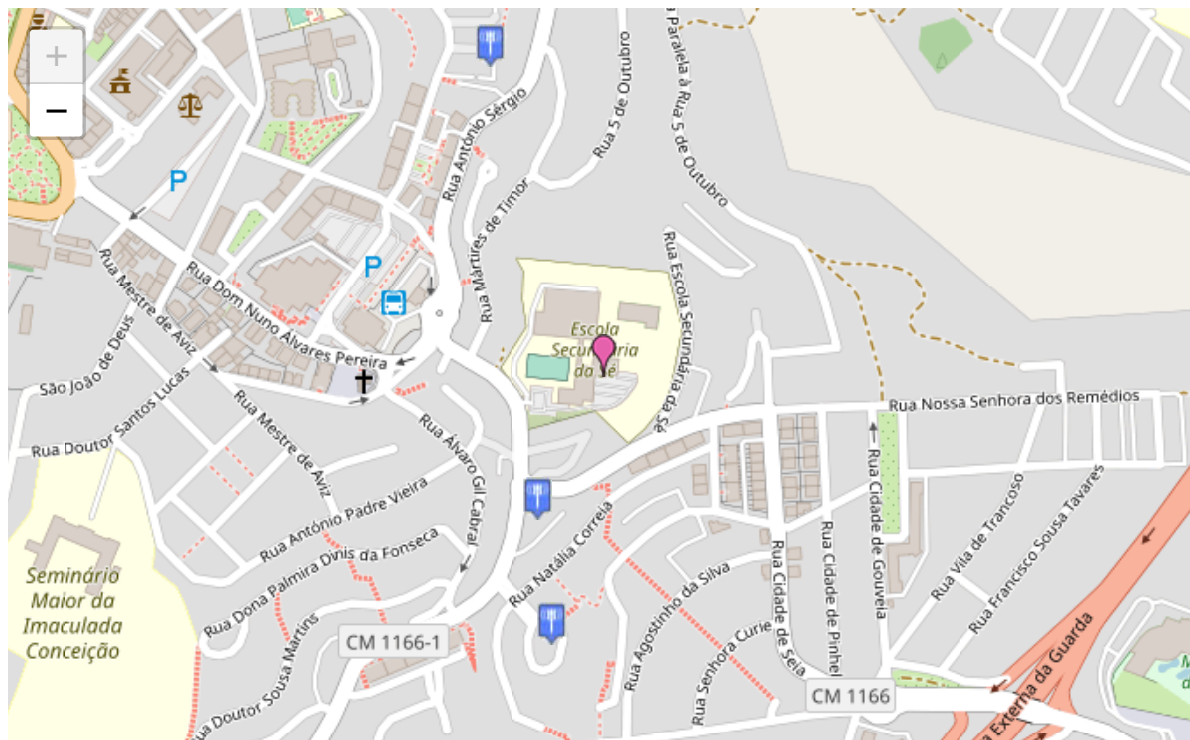 +
−
P
P
Rua António Sérgio
Rua 5 de Outubro
a Paralela à Rua 5 de Outubro
Rua Mártires de Timor
Rua Escola Secundária da Sé
Escola
Secundária
da Sé
Rua Dom Nuno Álvares Pereira
Rua Mestre de Aviz
São João de Deus
Rua Doutor Santos Lucas
Rua Mestre de Aviz
Rua Álvaro Gil Cabral
Rua Nossa Senhora dos Remédios
Rua António Padre Vieira
Rua Dona Palmira Dinis da Fonseca
Rua Natália Correia
Rua Cidade de Gouveia
Rua Vila de Trancoso
Rua Francisco Sousa Tavares
Seminário
Maior da
Imaculada
Conceição
Rua Agostinho da Silva
Rua Cidade de Seia
Rua Cidade de Pinhel
Rua Senhora Curie
ua Doutor Sousa Martins
CM 1166-1
CM 1166
a Externa da Guarda